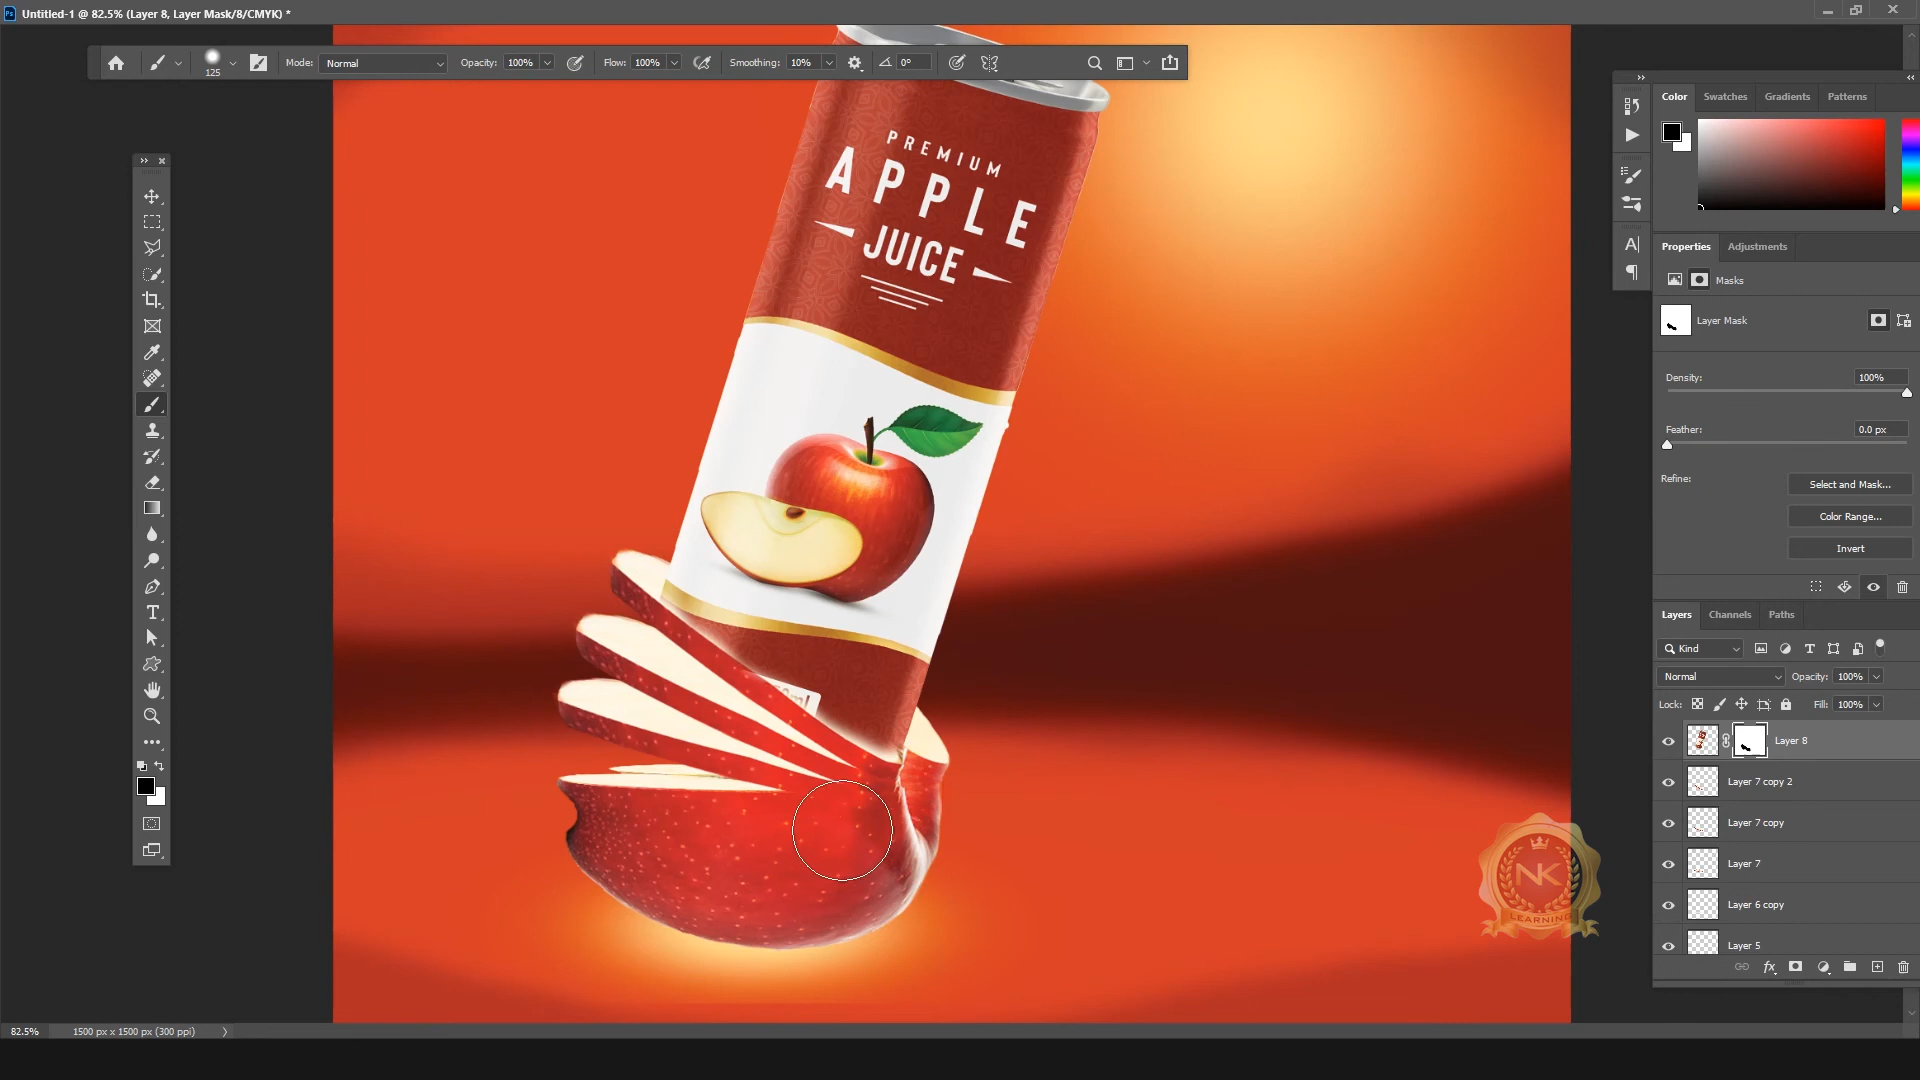 Untitled-1 @ 82.5% (Layer 8, Layer Mask/8/CMYK) *
125
Mode: Normal
Opacity: 100%
Flow: 100%
Smoothing: 10%
0°
PREMIUM
APPLE
JUICE
Color Swatches Gradients Patterns
Properties Adjustments
Masks
Layer Mask
Density: 100%
Feather: 0.0 px
Refine:
Select and Mask...
Color Range...
Invert
Layers Channels Paths
Kind
Normal Opacity: 100%
Lock: Fill: 100%
Layer 8
Layer 7 copy 2
Layer 7 copy
Layer 7
Layer 6 copy
Layer 5
NK
LEARNING
82.5% 1500 px x 1500 px (300 ppi)